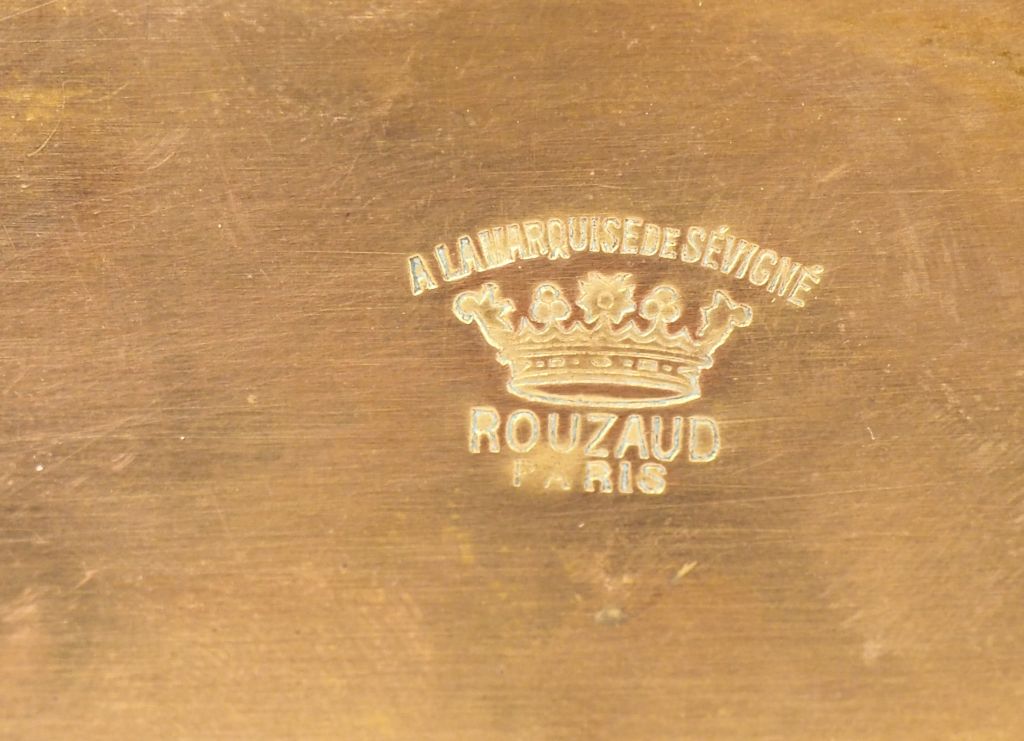 A LA MARQUISE DE SÉVIGNÉ
ROUZAUD
PARIS